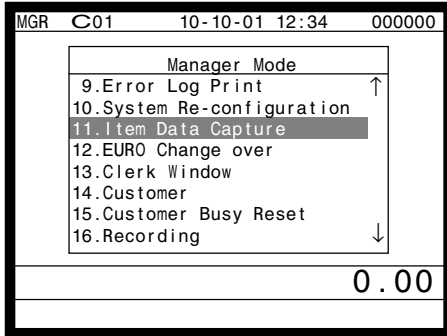 MGR C01 10-10-01 12:34 000000
Manager Mode
9.Error Log Print ↑
10.System Re-configuration
11.Item Data Capture
12.EURO Change over
13.Clerk Window
14.Customer
15.Customer Busy Reset
16.Recording ↓
0.00